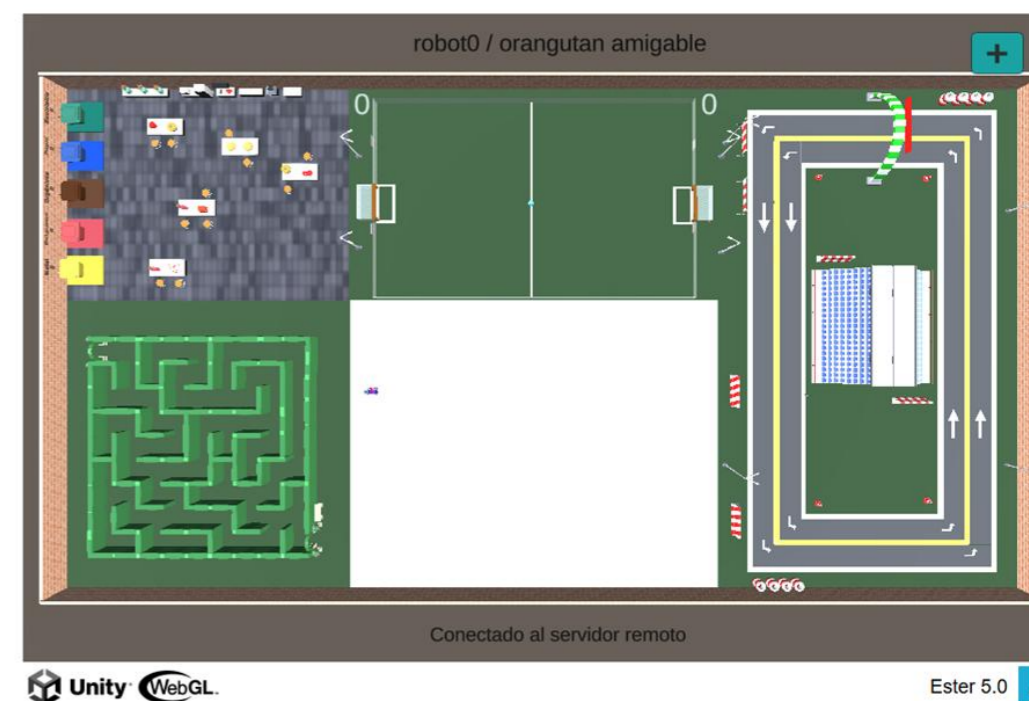 robot0 / orangutan amigable
+
0 0
Conectado al servidor remoto
Unity WebGL.
Ester 5.0